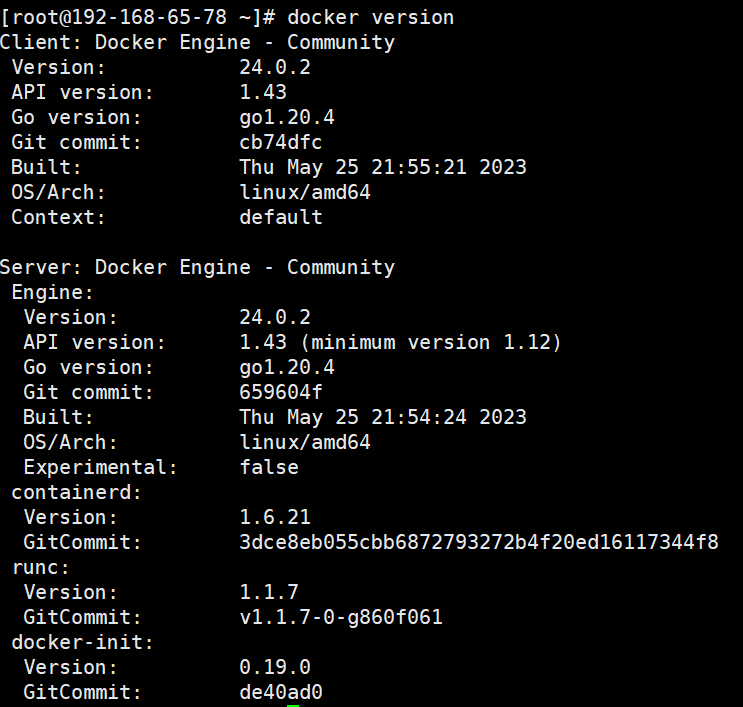 [root@192-168-65-78 ~]# docker version
Client: Docker Engine - Community
 Version:           24.0.2
 API version:       1.43
 Go version:        go1.20.4
 Git commit:        cb74dfc
 Built:             Thu May 25 21:55:21 2023
 OS/Arch:           linux/amd64
 Context:           default

Server: Docker Engine - Community
 Engine:
  Version:          24.0.2
  API version:      1.43 (minimum version 1.12)
  Go version:       go1.20.4
  Git commit:       659604f
  Built:            Thu May 25 21:54:24 2023
  OS/Arch:          linux/amd64
  Experimental:     false
 containerd:
  Version:          1.6.21
  GitCommit:        3dce8eb055cbb6872793272b4f20ed16117344f8
 runc:
  Version:          1.1.7
  GitCommit:        v1.1.7-0-g860f061
 docker-init:
  Version:          0.19.0
  GitCommit:        de40ad0